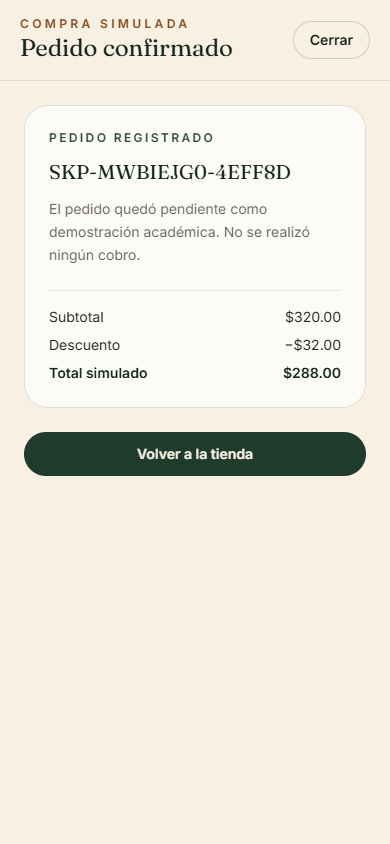 COMPRA SIMULADA
Pedido confirmado
Cerrar
PEDIDO REGISTRADO
SKP-MWBIEJG0-4EFF8D
El pedido quedó pendiente como
demostración académica. No se realizó
ningún cobro.
Subtotal $320.00
Descuento −$32.00
Total simulado $288.00
Volver a la tienda